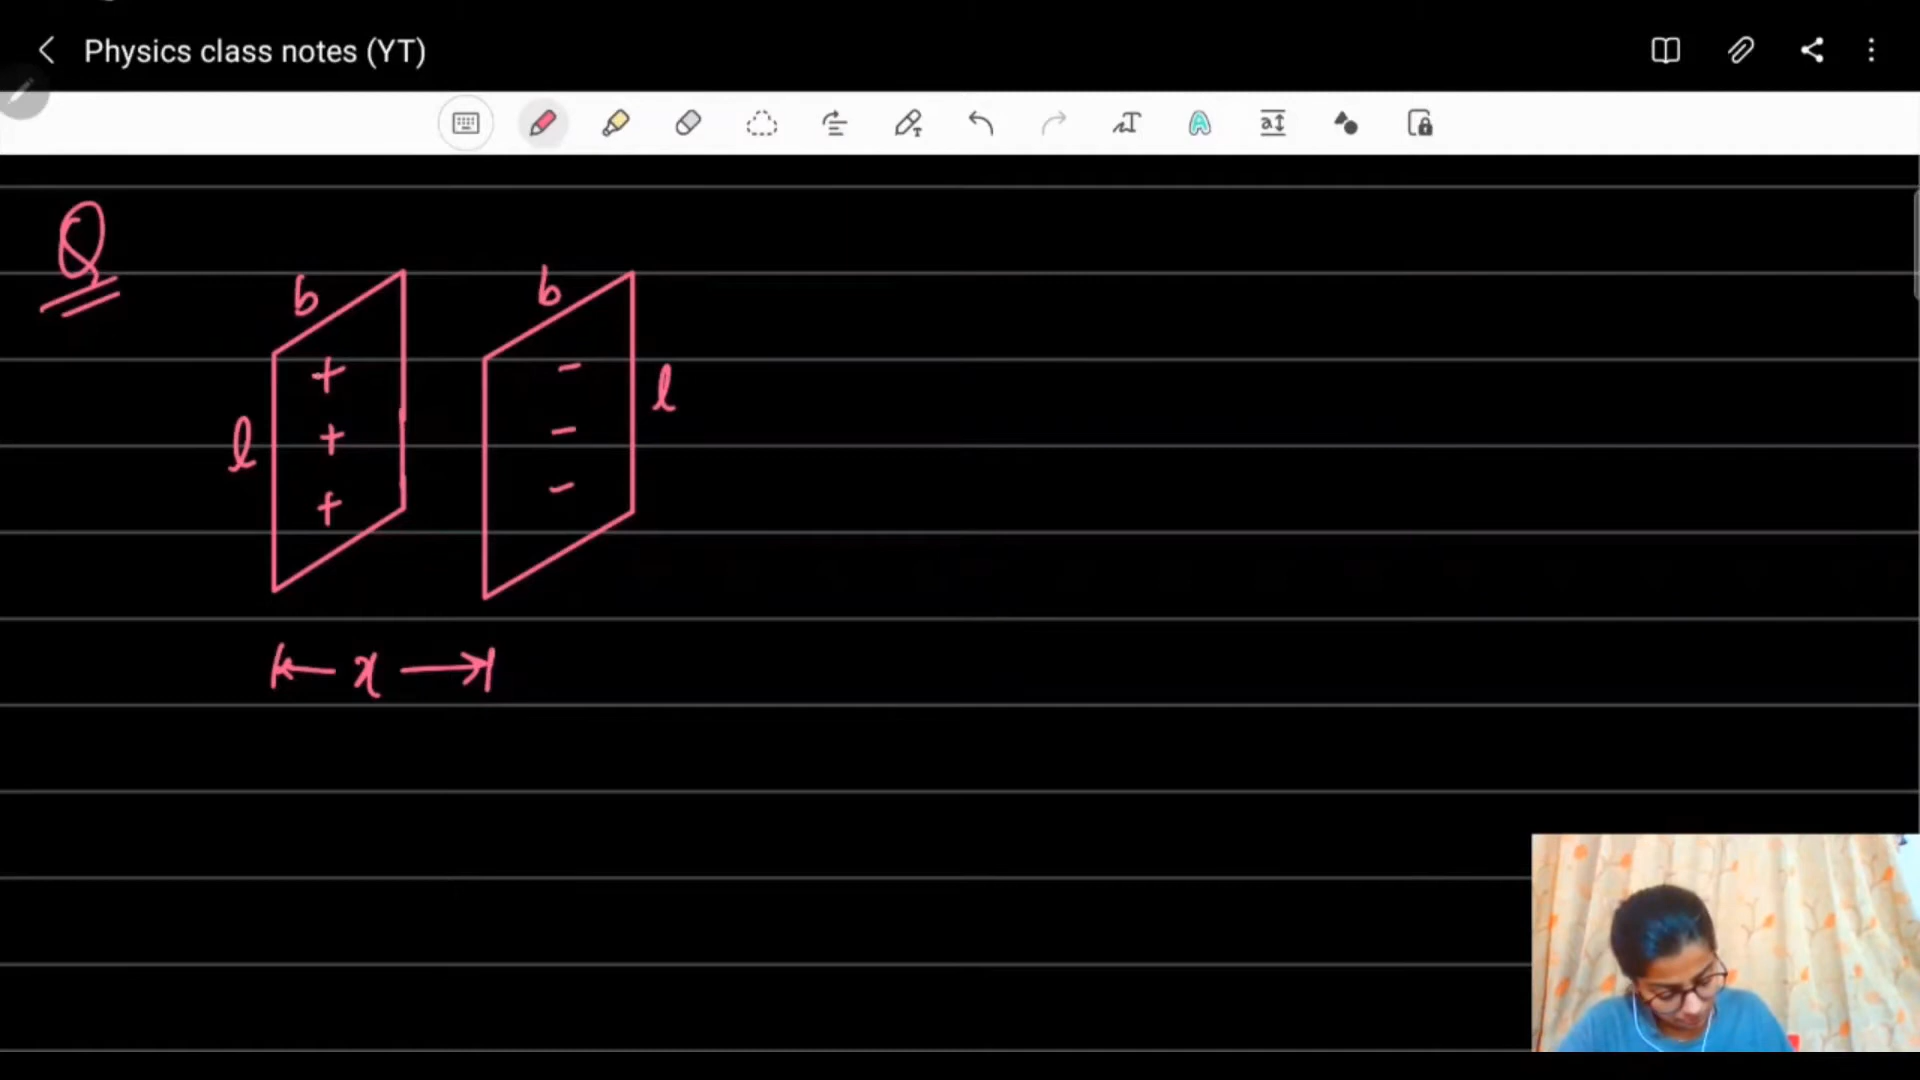 Physics class notes (YT)
Q
b b
+ -
l + - l
+ -
x